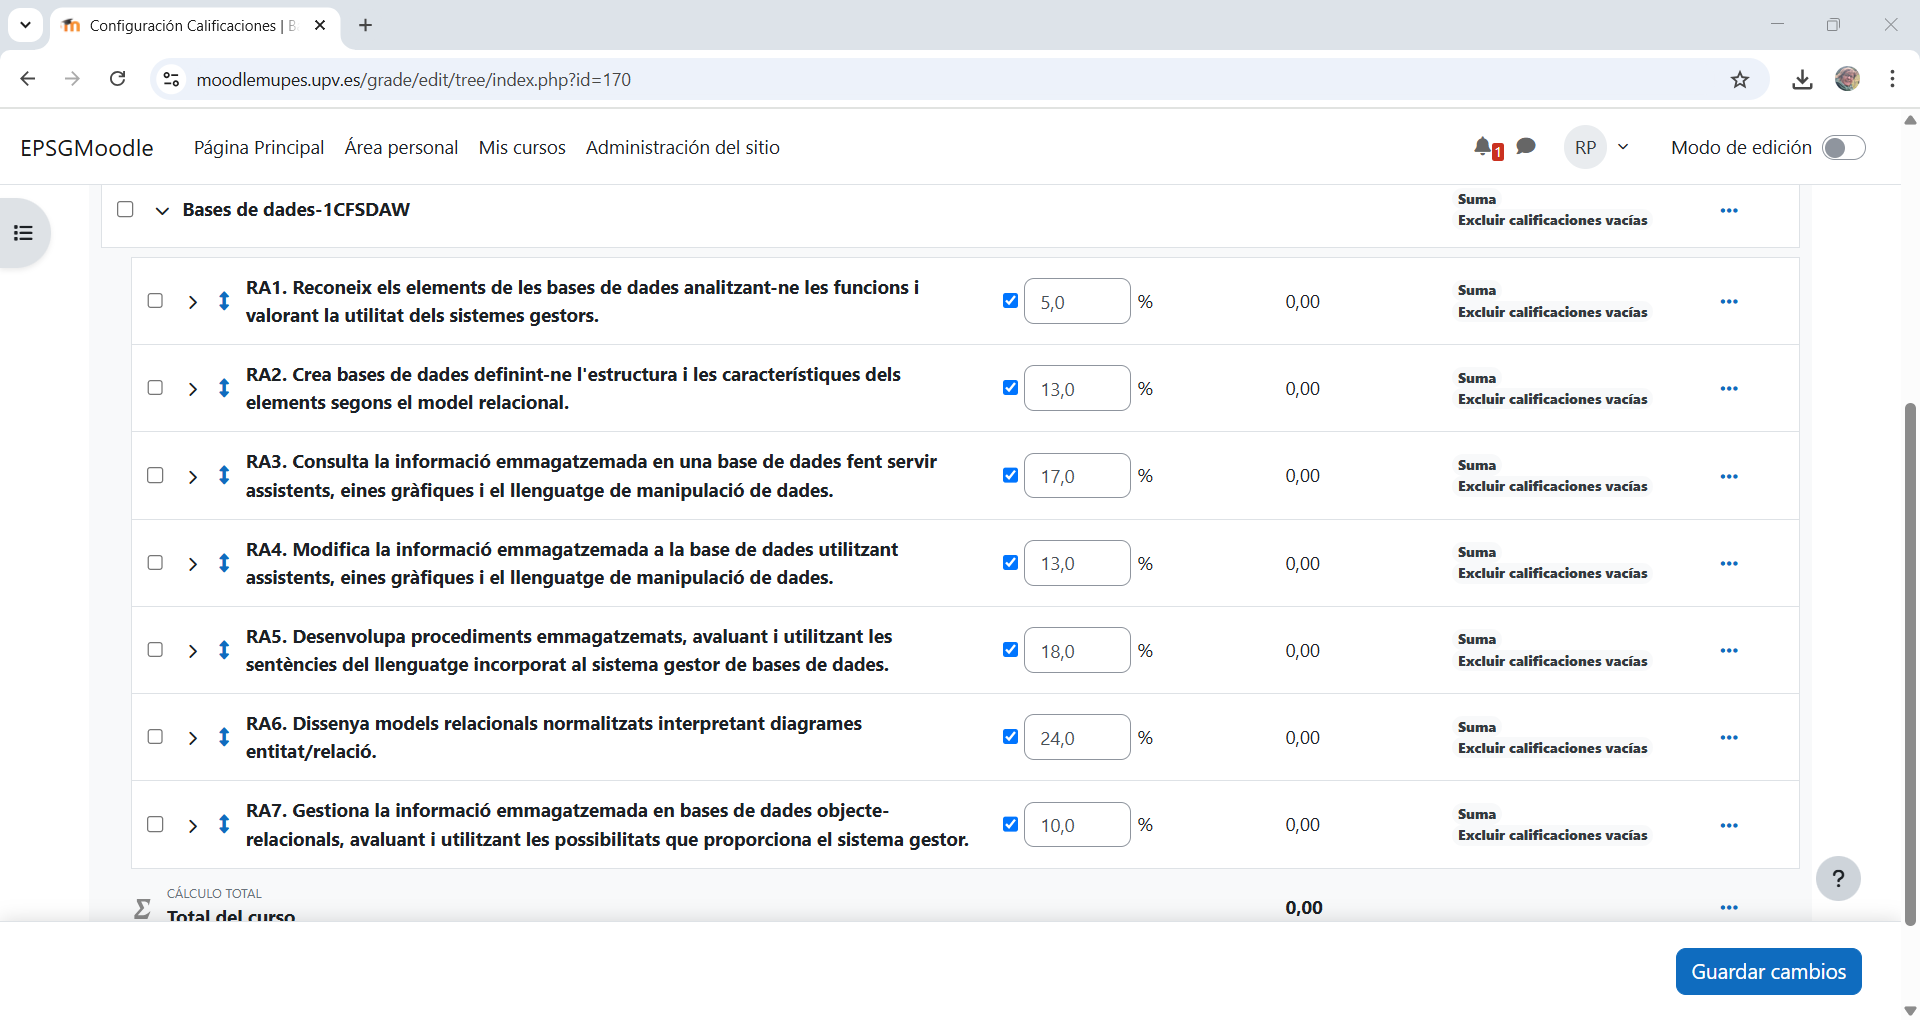 Configuración Calificaciones | B
moodlemupes.upv.es/grade/edit/tree/index.php?id=170
EPSGMoodle Página Principal Área personal Mis cursos Administración del sitio 1 RP Modo de edición
Bases de dades-1CFSDAW
Suma
Excluir calificaciones vacías
RA1. Reconeix els elements de les bases de dades analitzant-ne les funcions i
valorant la utilitat dels sistemes gestors.
5,0 % 0,00
Suma
Excluir calificaciones vacías
RA2. Crea bases de dades definint-ne l'estructura i les característiques dels
elements segons el model relacional.
13,0 % 0,00
Suma
Excluir calificaciones vacías
RA3. Consulta la informació emmagatzemada en una base de dades fent servir
assistents, eines gràfiques i el llenguatge de manipulació de dades.
17,0 % 0,00
Suma
Excluir calificaciones vacías
RA4. Modifica la informació emmagatzemada a la base de dades utilitzant
assistents, eines gràfiques i el llenguatge de manipulació de dades.
13,0 % 0,00
Suma
Excluir calificaciones vacías
RA5. Desenvolupa procediments emmagatzemats, avaluant i utilitzant les
sentències del llenguatge incorporat al sistema gestor de bases de dades.
18,0 % 0,00
Suma
Excluir calificaciones vacías
RA6. Dissenya models relacionals normalitzats interpretant diagrames
entitat/relació.
24,0 % 0,00
Suma
Excluir calificaciones vacías
RA7. Gestiona la informació emmagatzemada en bases de dades objecte-
relacionals, avaluant i utilitzant les possibilitats que proporciona el sistema gestor.
10,0 % 0,00
Suma
Excluir calificaciones vacías
Σ CÁLCULO TOTAL
Total del curso
0,00
?
Guardar cambios